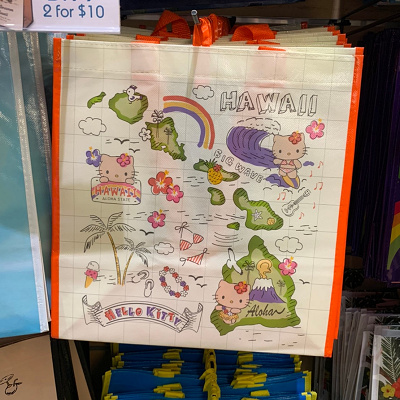 2 for $10
HAWAII
BIG WAVE
HAWAII
ALOHA STATE
HELLO KITTY
Aloha